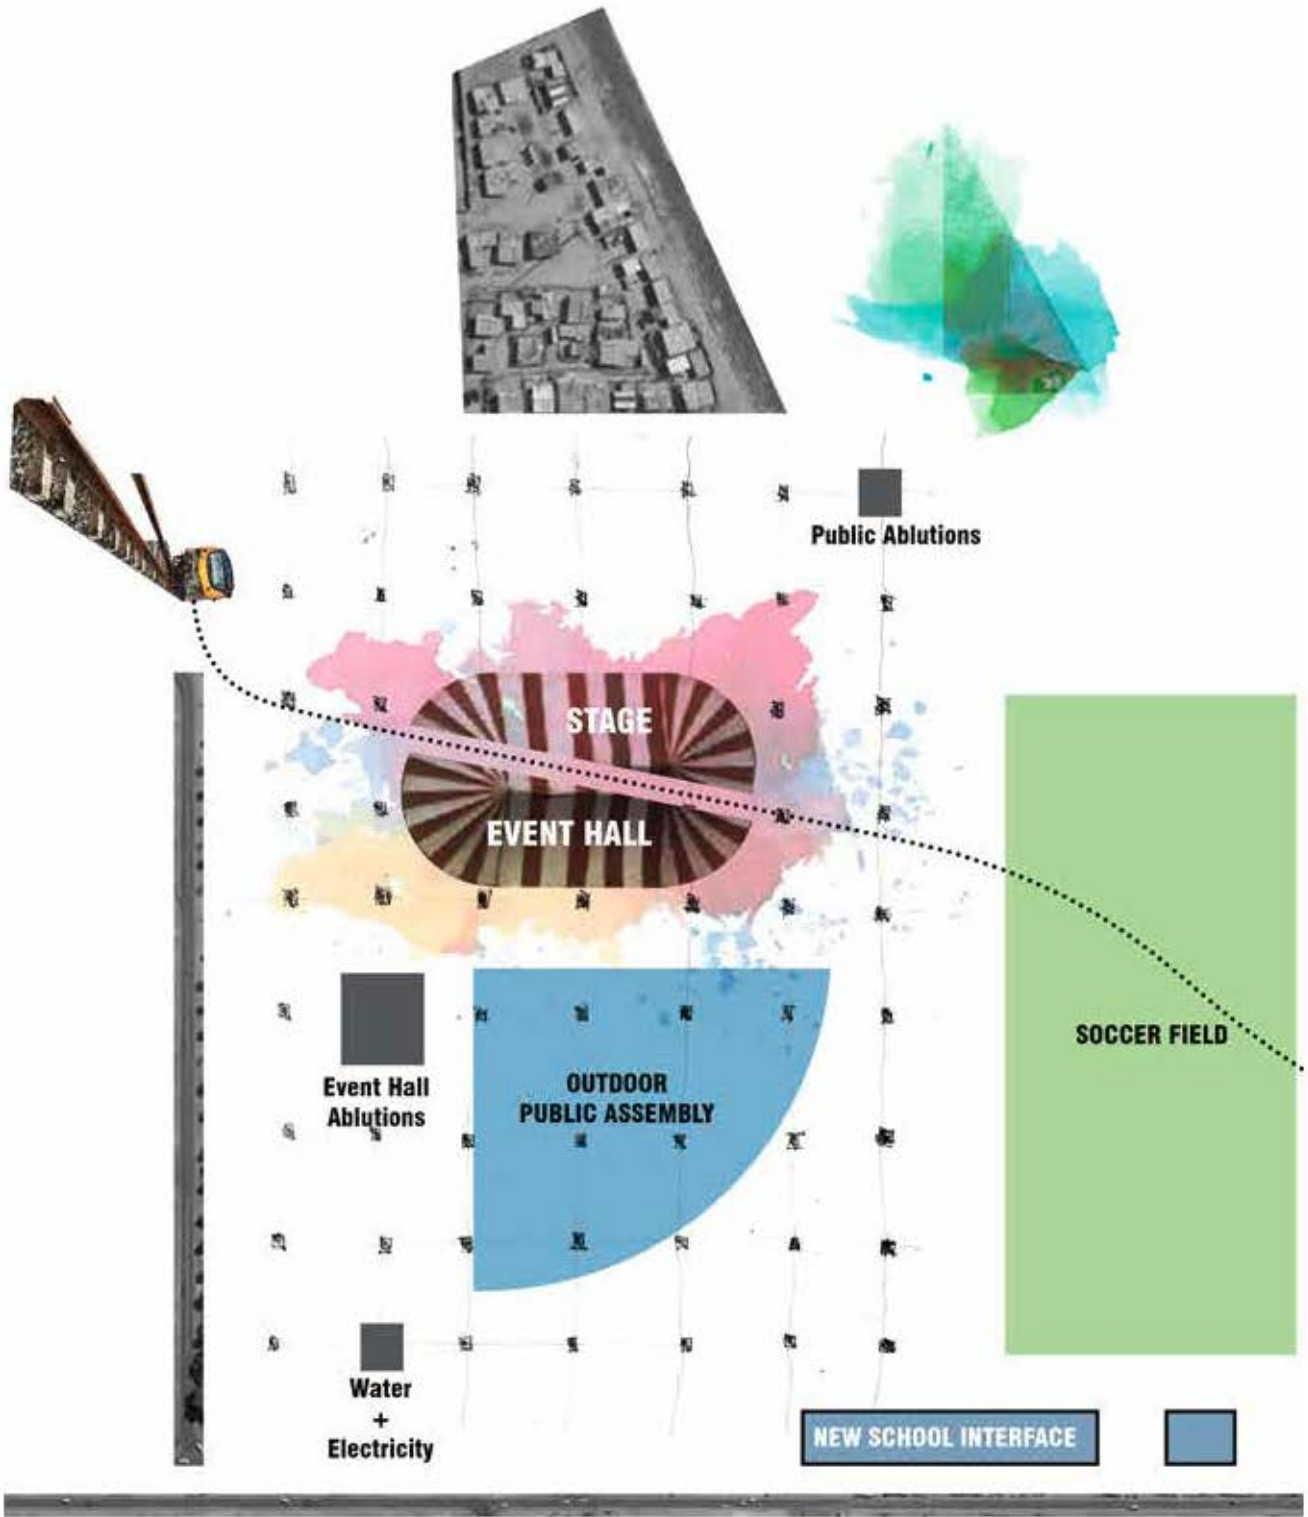 Public Ablutions
STAGE
EVENT HALL
Event Hall
Ablutions
OUTDOOR
PUBLIC ASSEMBLY
SOCCER FIELD
Water
+
Electricity
NEW SCHOOL INTERFACE